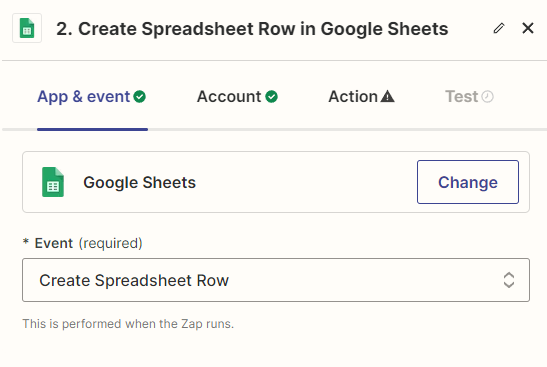 2. Create Spreadsheet Row in Google Sheets
App & event Account Action Test
Google Sheets Change
* Event (required)
Create Spreadsheet Row
This is performed when the Zap runs.